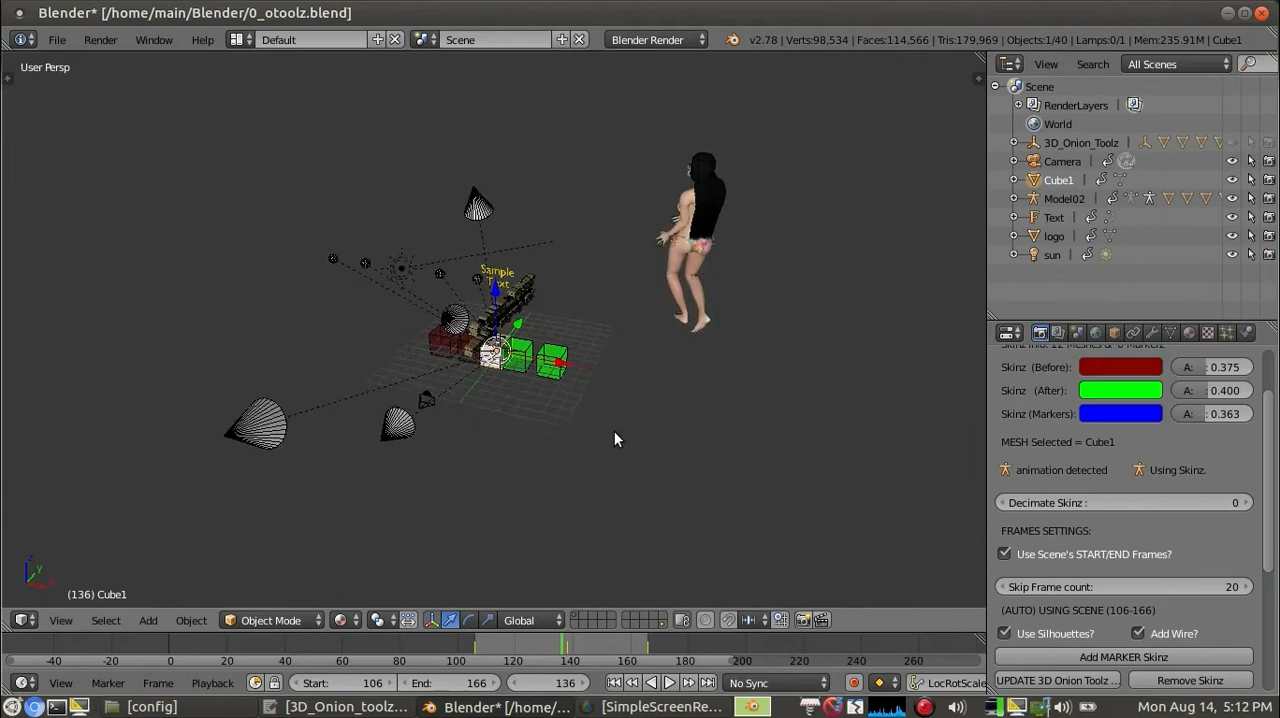 Blender* [/home/main/Blender/0_otoolz.blend]
File Render Window Help Default Scene Blender Render v2.78 | Verts:98,534 | Faces:114,566 | Tris:179,969 | Objects:1/40 | Lamps:0/1 | Mem:235.91M | Cube1
User Persp
View Search All Scenes
Scene
RenderLayers
World
3D_Onion_Toolz
Camera
Cube1
Model02
Text
logo
sun
Sample
Text
Skinz (Before): A: 0.375
Skinz (After): A: 0.400
Skinz (Markers): A: 0.363
MESH Selected = Cube1
animation detected Using Skinz.
Decimate Skinz : 0
FRAMES SETTINGS:
Use Scene's START/END Frames?
Skip Frame count: 20
(AUTO) USING SCENE (106-166)
Use Silhouettes? Add Wire?
Add MARKER Skinz
UPDATE 3D Onion Toolz ... Remove Skinz
z
y
x
(136) Cube1
View Select Add Object Object Mode Global
-40 -20 0 20 40 60 80 100 120 140 160 180 200 220 240 260
View Marker Frame Playback Start: 106 End: 166 136 No Sync LocRotScale
[config] [3D_Onion_toolz... Blender* [/home/... [SimpleScreenRe... Mon Aug 14, 5:12 PM